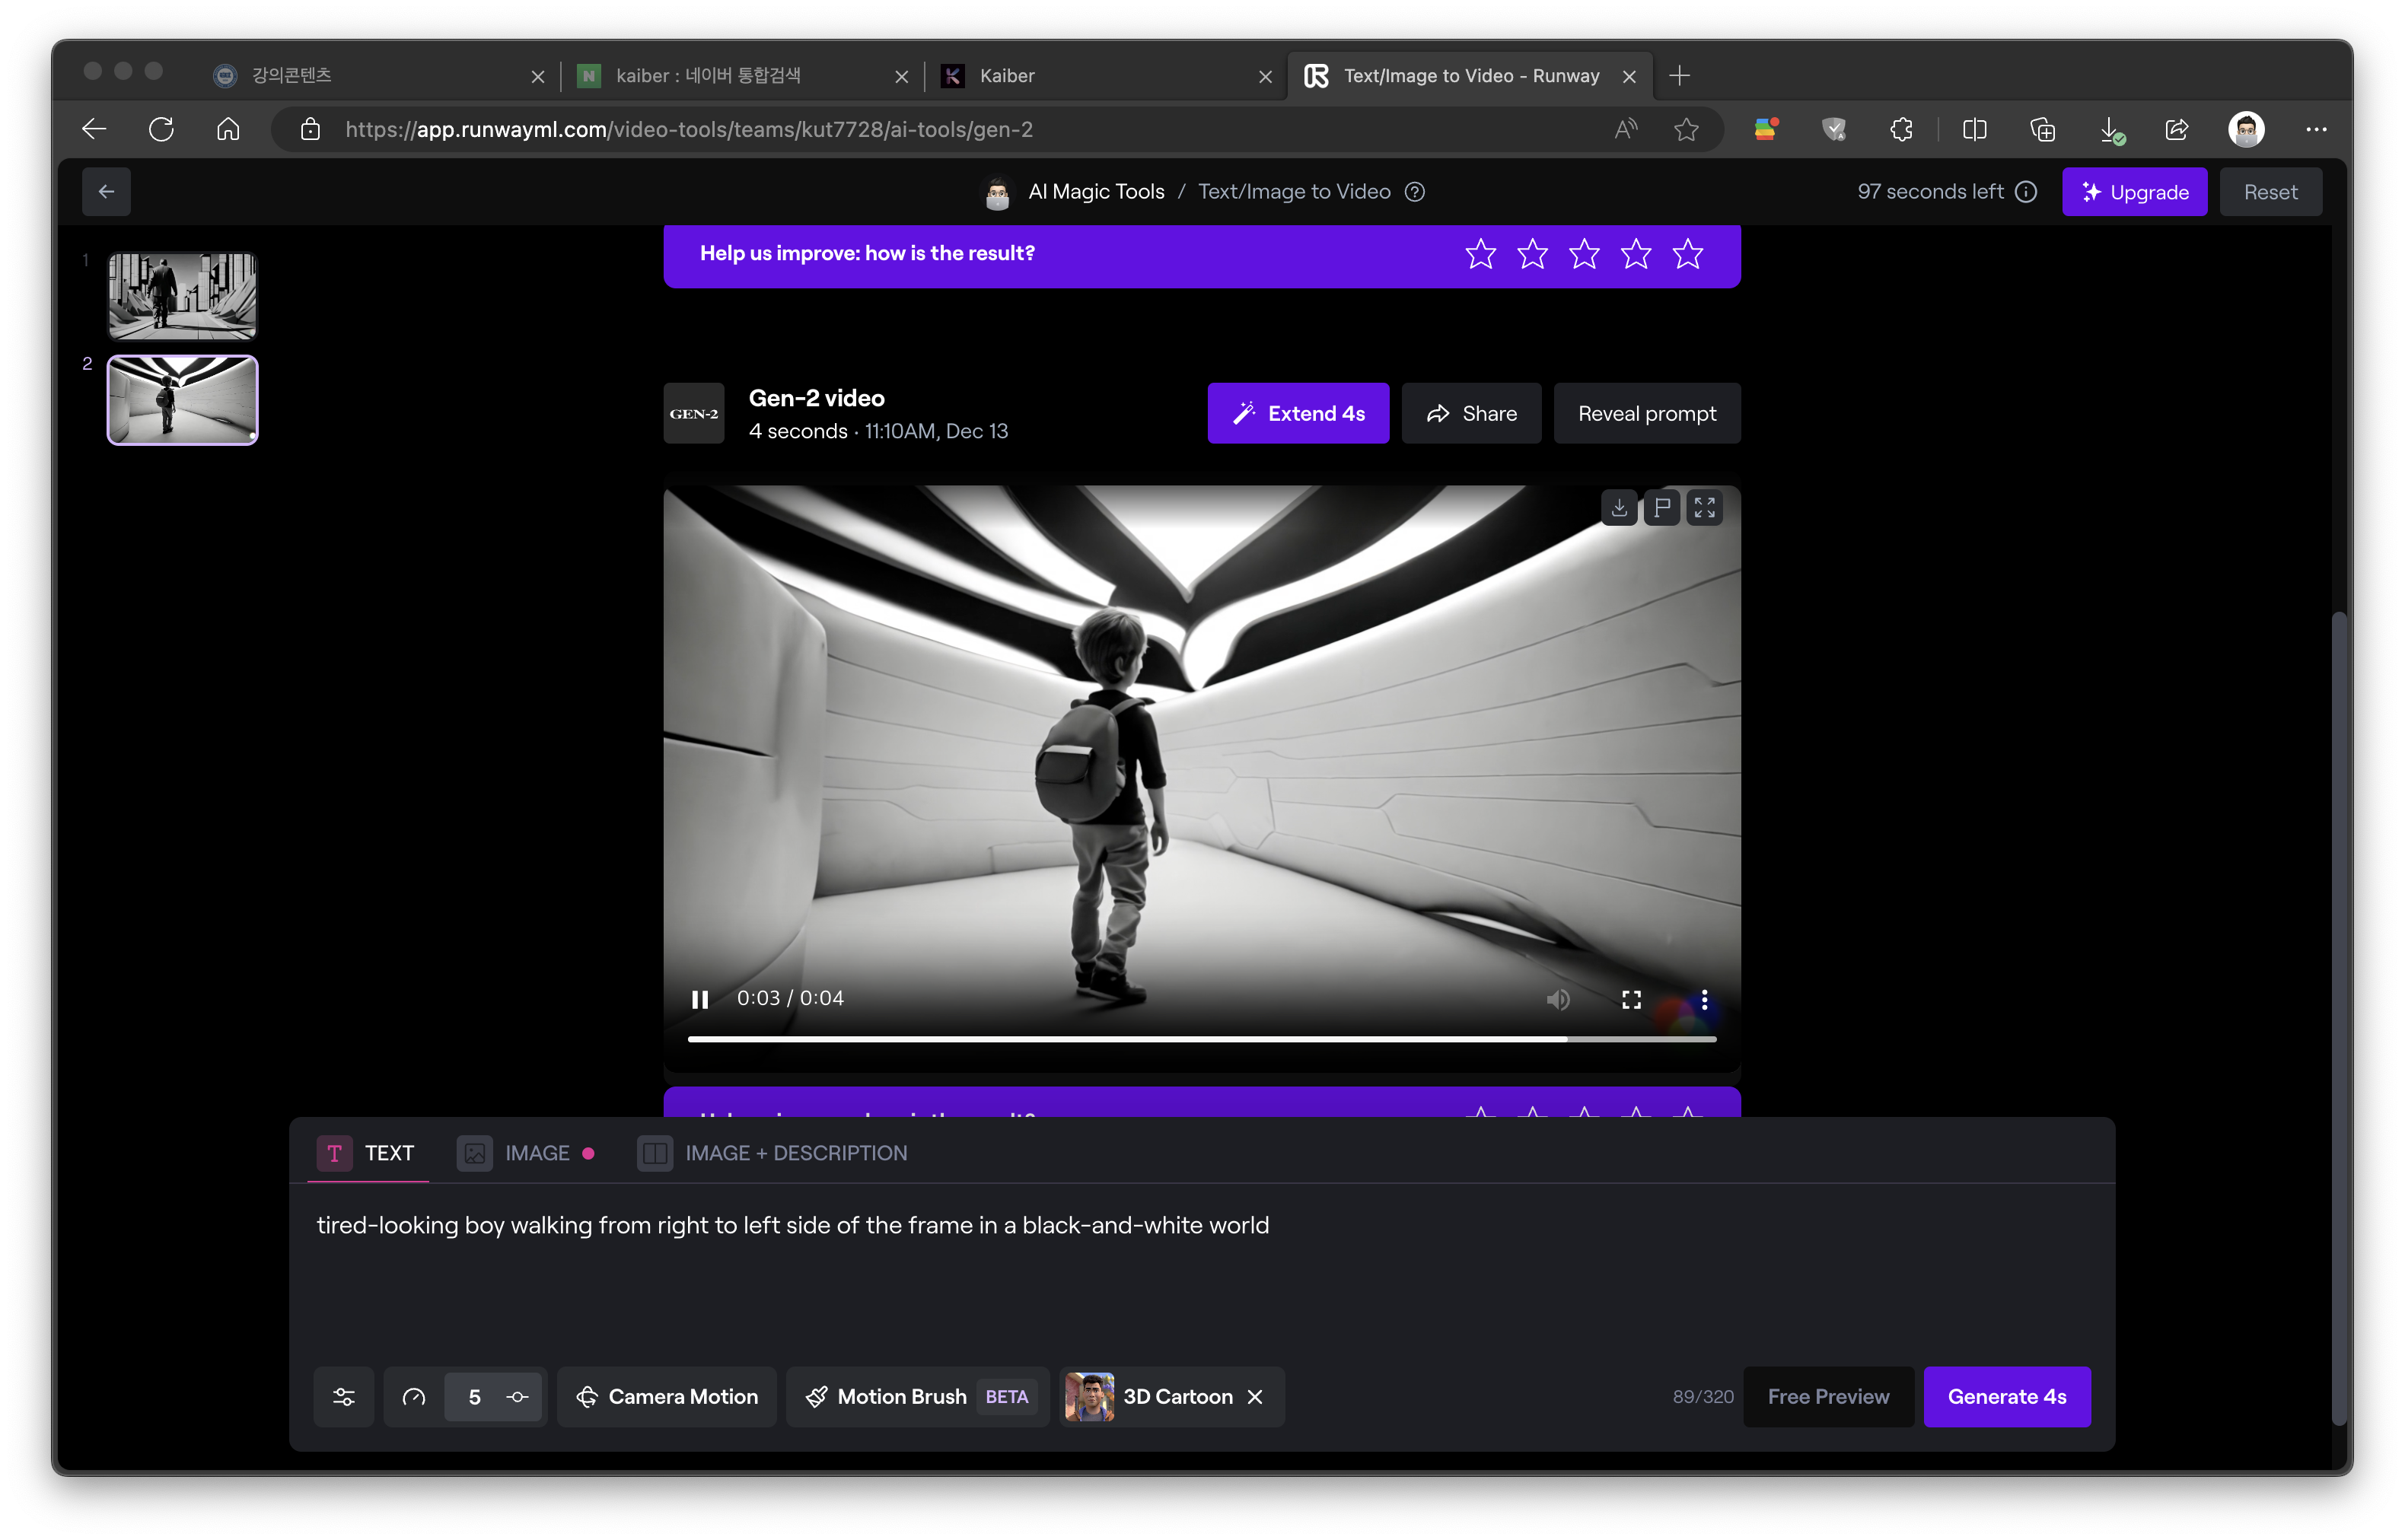 강의콘텐츠
kaiber : 네이버 통합검색
Kaiber
Text/Image to Video - Runway
https://app.runwayml.com/video-tools/teams/kut7728/ai-tools/gen-2
AI Magic Tools / Text/Image to Video
97 seconds left
Upgrade
Reset
1
2
Help us improve: how is the result?
GEN-2
Gen-2 video
4 seconds · 11:10AM, Dec 13
Extend 4s
Share
Reveal prompt
0:03 / 0:04
TEXT
IMAGE
IMAGE + DESCRIPTION
tired-looking boy walking from right to left side of the frame in a black-and-white world
5
Camera Motion
Motion Brush BETA
3D Cartoon
89/320
Free Preview
Generate 4s